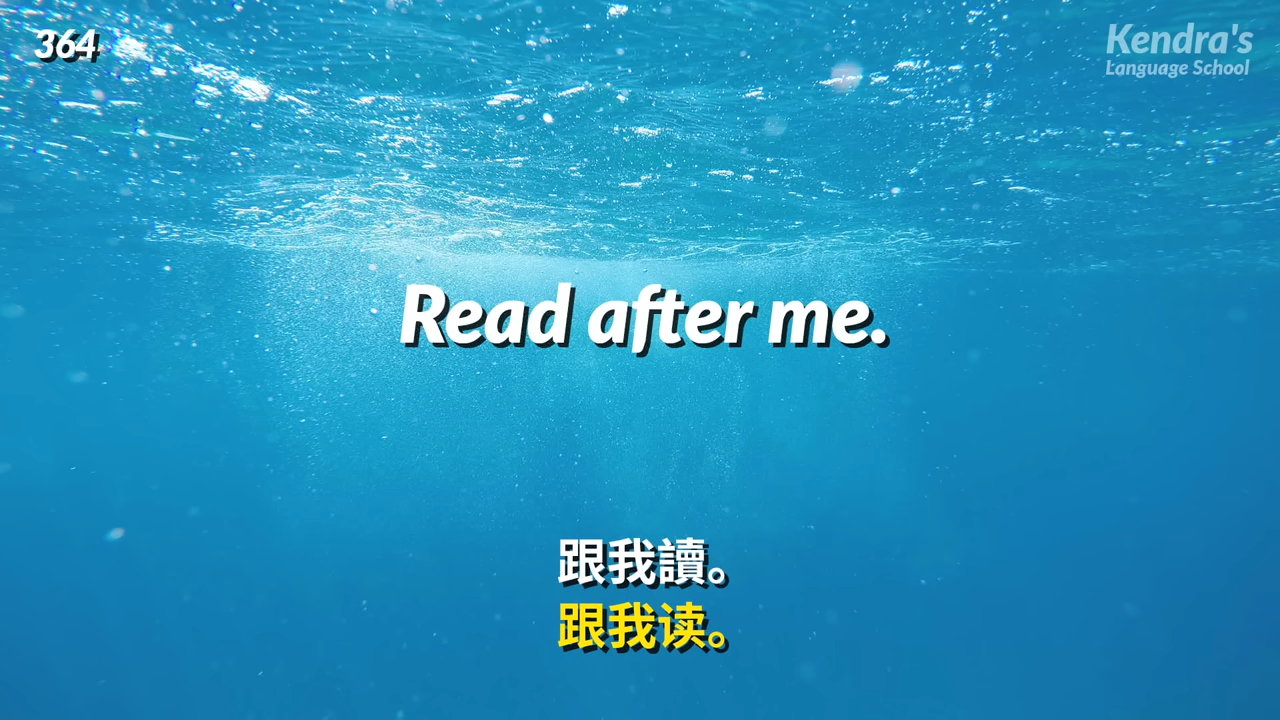 364
Kendra's
Language School
Read after me.
跟我讀。
跟我读。